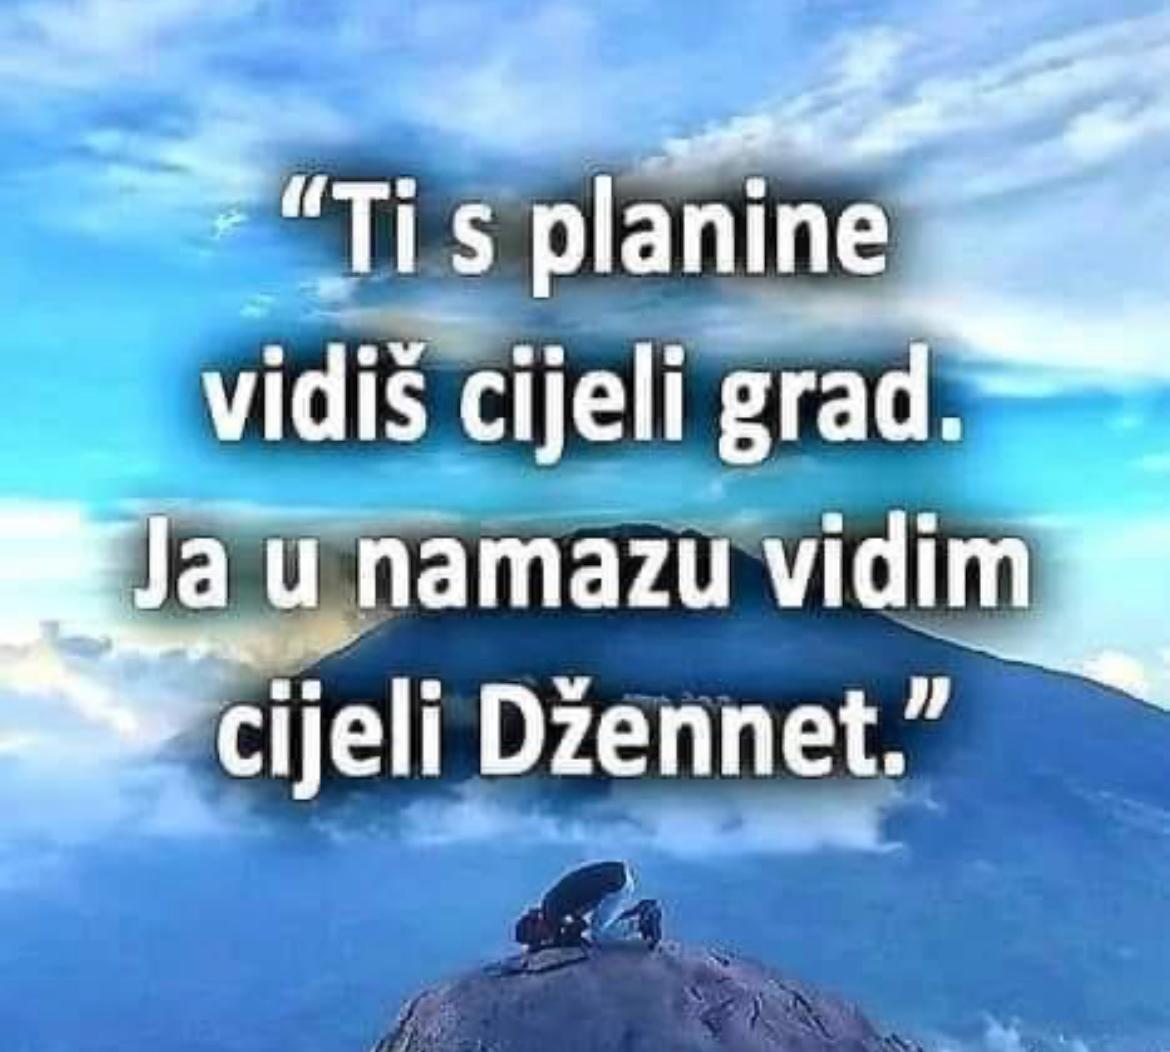 “Ti s planine
vidiš cijeli grad.
Ja u namazu vidim
cijeli Džennet.”